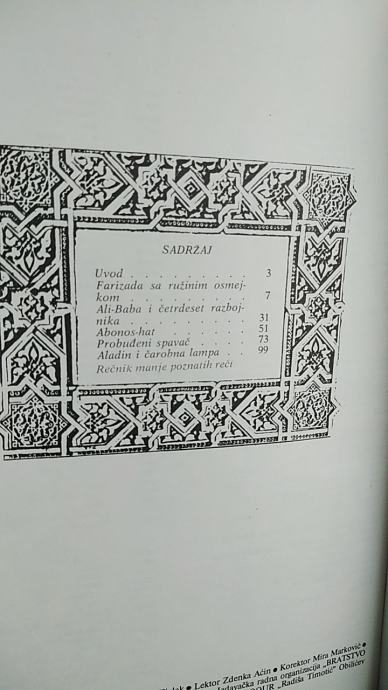 SADRŽAJ
Uvod . . . . . . . . . . 3
Farizada sa ružinim osmej-
kom . . . . . . . . . . 7
Ali-Baba i četrdeset razboj-
nika . . . . . . . . . 31
Abonos-hat . . . . . . . 51
Probuđeni spavač . . . . . 73
Aladin i čarobna lampa . . 99
Rečnik manje poznatih reči
● Lektor Zdenka Aćin ● Korektor Mira Marković ●
Izdavačka radna organizacija „BRATSTVO
OOUR „Radiša Timotić” Obilićev